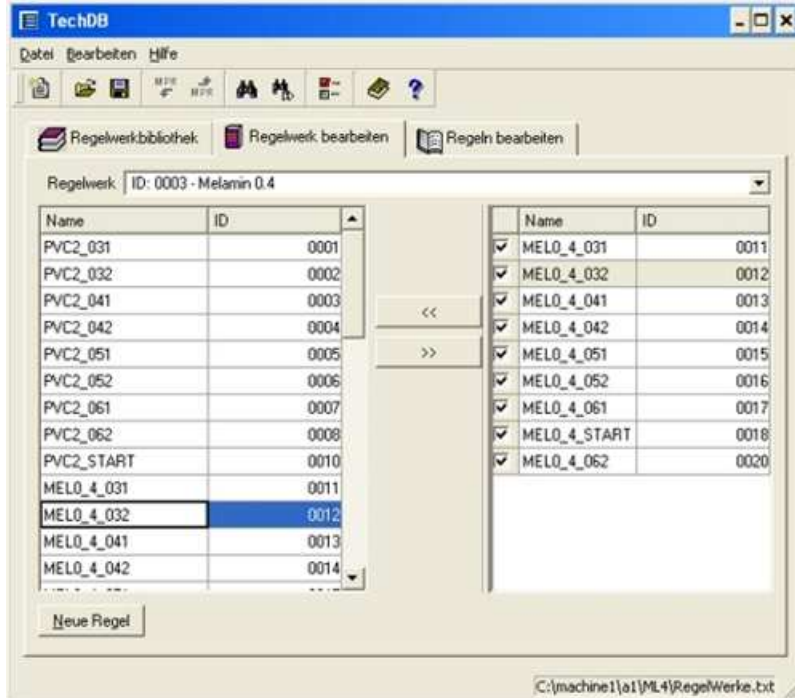 TechDB
Datei Bearbeiten Hilfe
Regelwerkbibliothek Regelwerk bearbeiten Regeln bearbeiten
Regelwerk ID: 0003 - Melamin 0.4
Name ID
PVC2_031 0001
PVC2_032 0002
PVC2_041 0003
PVC2_042 0004
PVC2_051 0005
PVC2_052 0006
PVC2_061 0007
PVC2_062 0008
PVC2_START 0010
MEL0_4_031 0011
MEL0_4_032 0012
MEL0_4_041 0013
MEL0_4_042 0014
<<
>>
Name ID
MEL0_4_031 0011
MEL0_4_032 0012
MEL0_4_041 0013
MEL0_4_042 0014
MEL0_4_051 0015
MEL0_4_052 0016
MEL0_4_061 0017
MEL0_4_START 0018
MEL0_4_062 0020
Neue Regel
C:\machine1\a1\ML4\RegelWerke.txt